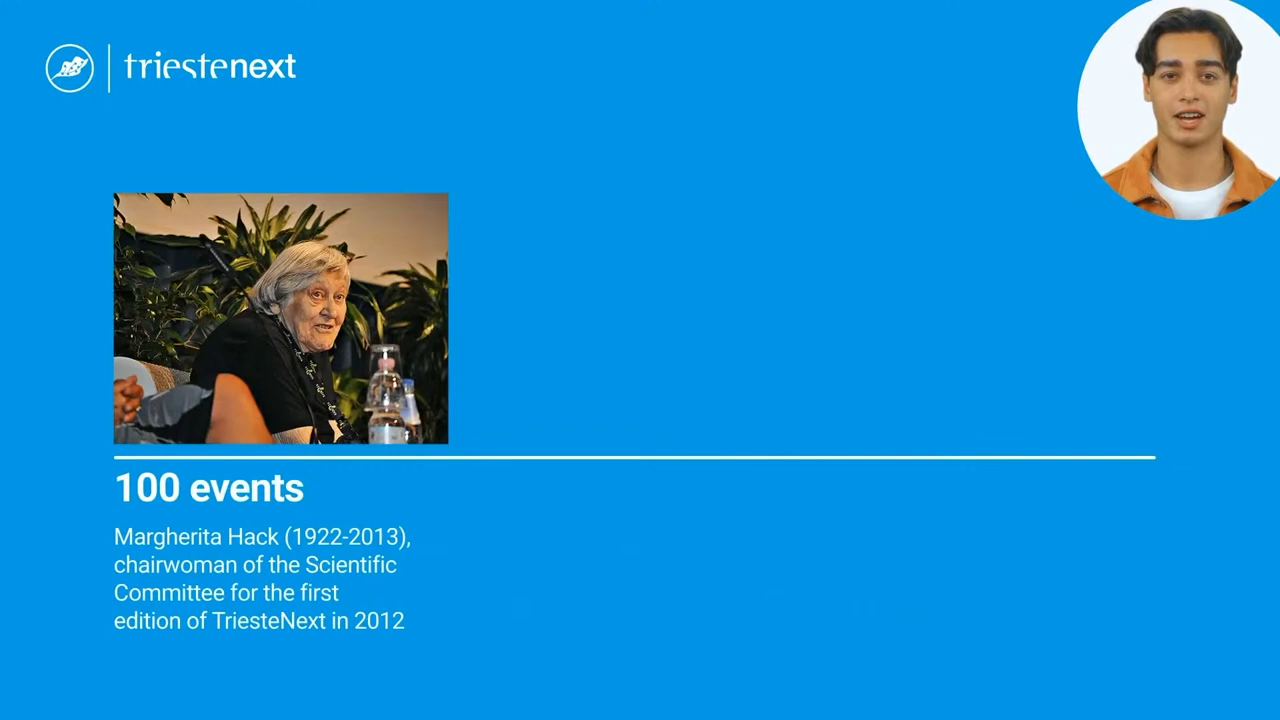 triestenext
100 events
Margherita Hack (1922-2013),
chairwoman of the Scientific
Committee for the first
edition of TriesteNext in 2012